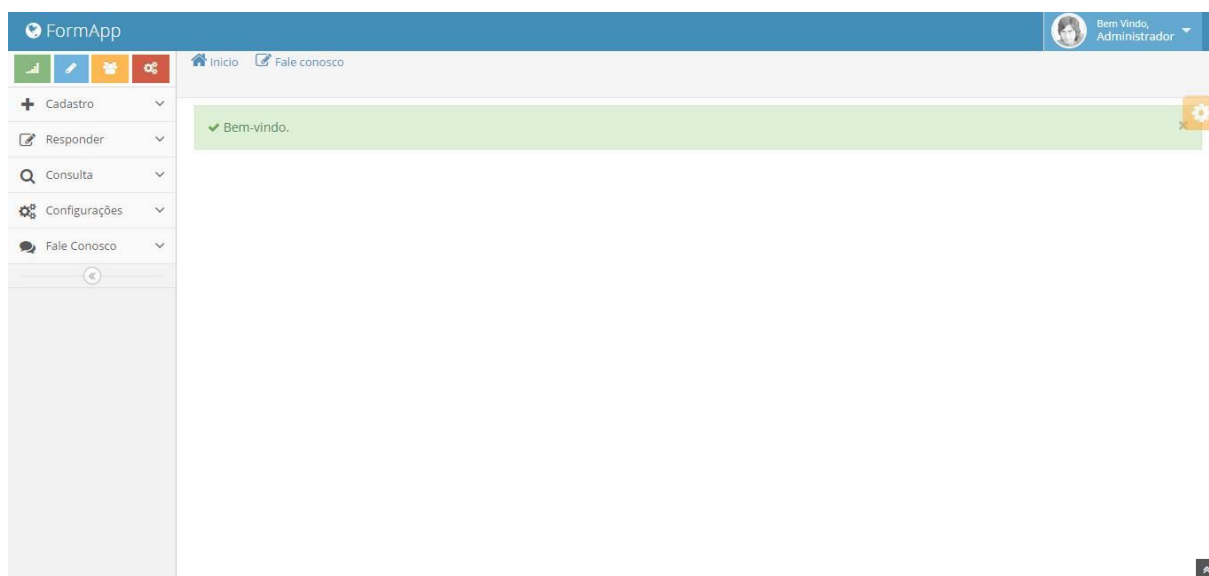 FormApp
Bem Vindo,
Administrador
Inicio Fale conosco
Cadastro
Responder
Consulta
Configurações
Fale Conosco
Bem-vindo.